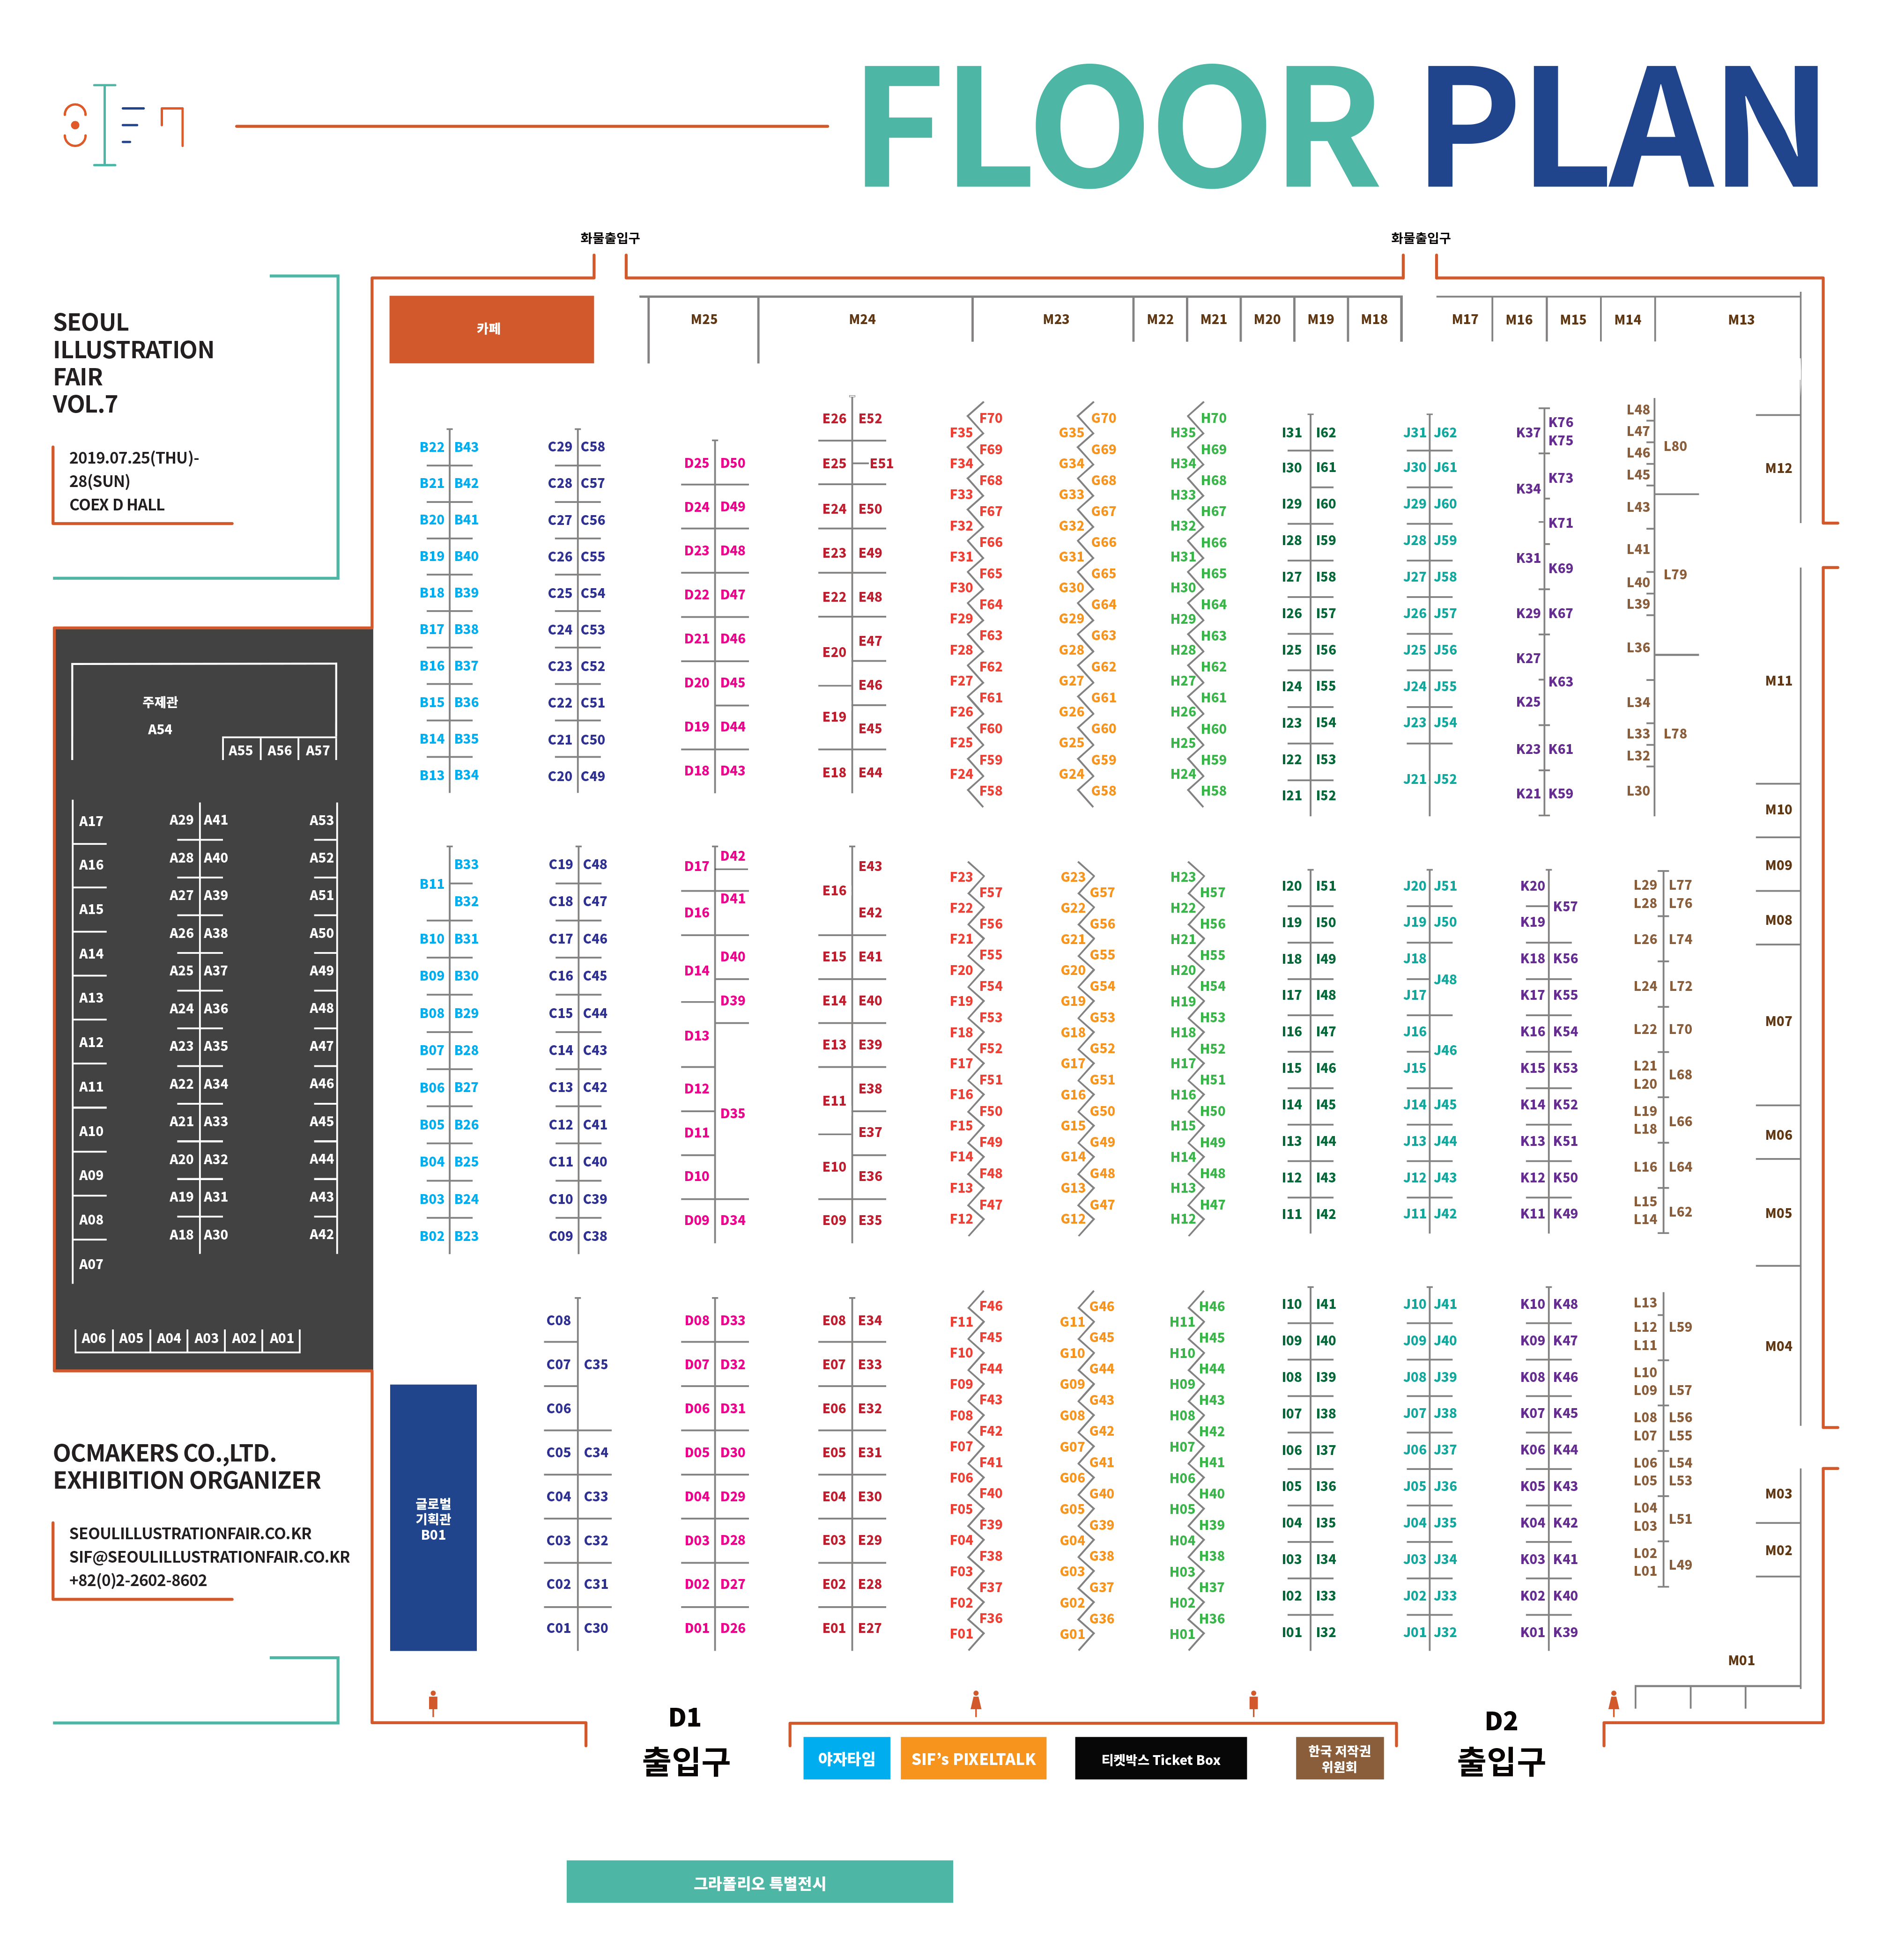 FLOOR PLAN
SEOUL
ILLUSTRATION
FAIR
VOL.7
2019.07.25(THU)-
28(SUN)
COEX D HALL
화물출입구
화물출입구
카페
M25 M24 M23 M22 M21 M20 M19 M18 M17 M16 M15 M14 M13
주제관
A54
A55 A56 A57
A17
A16
A15
A14
A13
A12
A11
A10
A09
A08
A07
A29 A41
A28 A40
A27 A39
A26 A38
A25 A37
A24 A36
A23 A35
A22 A34
A21 A33
A20 A32
A19 A31
A18 A30
A53
A52
A51
A50
A49
A48
A47
A46
A45
A44
A43
A42
A06 A05 A04 A03 A02 A01
B22 B43
B21 B42
B20 B41
B19 B40
B18 B39
B17 B38
B16 B37
B15 B36
B14 B35
B13 B34
B33
B11
B32
B10 B31
B09 B30
B08 B29
B07 B28
B06 B27
B05 B26
B04 B25
B03 B24
B02 B23
글로벌
기획관
B01
C29 C58
C28 C57
C27 C56
C26 C55
C25 C54
C24 C53
C23 C52
C22 C51
C21 C50
C20 C49
C19 C48
C18 C47
C17 C46
C16 C45
C15 C44
C14 C43
C13 C42
C12 C41
C11 C40
C10 C39
C09 C38
C08
C07 C35
C06
C05 C34
C04 C33
C03 C32
C02 C31
C01 C30
D25 D50
D24 D49
D23 D48
D22 D47
D21 D46
D20 D45
D19 D44
D18 D43
D42
D17
D41
D16
D40
D14
D39
D13
D12
D35
D11
D10
D09 D34
D08 D33
D07 D32
D06 D31
D05 D30
D04 D29
D03 D28
D02 D27
D01 D26
E26 E52
E25 E51
E24 E50
E23 E49
E22 E48
E47
E20
E46
E19
E45
E18 E44
E43
E16
E42
E15 E41
E14 E40
E13 E39
E38
E11
E37
E10
E36
E09 E35
E08 E34
E07 E33
E06 E32
E05 E31
E04 E30
E03 E29
E02 E28
E01 E27
F70
F35
F69
F34
F68
F33
F67
F32
F66
F31
F65
F30
F64
F29
F63
F28
F62
F27
F61
F26
F60
F25
F59
F24
F58
F23
F57
F22
F56
F21
F55
F20
F54
F19
F53
F18
F52
F17
F51
F16
F50
F15
F49
F14
F48
F13
F47
F12
F46
F11
F45
F10
F44
F09
F43
F08
F42
F07
F41
F06
F40
F05
F39
F04
F38
F03
F37
F02
F36
F01
G70
G35
G69
G34
G68
G33
G67
G32
G66
G31
G65
G30
G64
G29
G63
G28
G62
G27
G61
G26
G60
G25
G59
G24
G58
G23
G57
G22
G56
G21
G55
G20
G54
G19
G53
G18
G52
G17
G51
G16
G50
G15
G49
G14
G48
G13
G47
G12
G46
G11
G45
G10
G44
G09
G43
G08
G42
G07
G41
G06
G40
G05
G39
G04
G38
G03
G37
G02
G36
G01
H70
H35
H69
H34
H68
H33
H67
H32
H66
H31
H65
H30
H64
H29
H63
H28
H62
H27
H61
H26
H60
H25
H59
H24
H58
H23
H57
H22
H56
H21
H55
H20
H54
H19
H53
H18
H52
H17
H51
H16
H50
H15
H49
H14
H48
H13
H47
H12
H46
H11
H45
H10
H44
H09
H43
H08
H42
H07
H41
H06
H40
H05
H39
H04
H38
H03
H37
H02
H36
H01
I31 I62
I30 I61
I29 I60
I28 I59
I27 I58
I26 I57
I25 I56
I24 I55
I23 I54
I22 I53
I21 I52
I20 I51
I19 I50
I18 I49
I17 I48
I16 I47
I15 I46
I14 I45
I13 I44
I12 I43
I11 I42
I10 I41
I09 I40
I08 I39
I07 I38
I06 I37
I05 I36
I04 I35
I03 I34
I02 I33
I01 I32
J31 J62
J30 J61
J29 J60
J28 J59
J27 J58
J26 J57
J25 J56
J24 J55
J23 J54
J21 J52
J20 J51
J19 J50
J18
J48
J17
J16
J46
J15
J14 J45
J13 J44
J12 J43
J11 J42
J10 J41
J09 J40
J08 J39
J07 J38
J06 J37
J05 J36
J04 J35
J03 J34
J02 J33
J01 J32
K76
K37
K75
K73
K34
K71
K31
K69
K29 K67
K27
K63
K25
K23 K61
K21 K59
K20
K57
K19
K18 K56
K17 K55
K16 K54
K15 K53
K14 K52
K13 K51
K12 K50
K11 K49
K10 K48
K09 K47
K08 K46
K07 K45
K06 K44
K05 K43
K04 K42
K03 K41
K02 K40
K01 K39
L48
L47
L80
L46
L45
L43
L41
L79
L40
L39
L36
L34
L33 L78
L32
L30
L29 L77
L28 L76
L26 L74
L24 L72
L22 L70
L21
L68
L20
L19
L66
L18
L16 L64
L15
L62
L14
L13
L12 L59
L11
L10
L09 L57
L08 L56
L07 L55
L06 L54
L05 L53
L04
L51
L03
L02
L49
L01
M12
M11
M10
M09
M08
M07
M06
M05
M04
M03
M02
M01
OCMAKERS CO.,LTD.
EXHIBITION ORGANIZER
SEOULILLUSTRATIONFAIR.CO.KR
SIF@SEOULILLUSTRATIONFAIR.CO.KR
+82(0)2-2602-8602
D1
출입구
야자타임
SIF’s PIXELTALK
티켓박스 Ticket Box
한국 저작권
위원회
D2
출입구
그라폴리오 특별전시